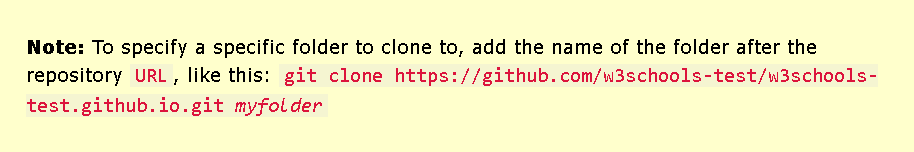 Note: To specify a specific folder to clone to, add the name of the folder after the
repository URL, like this: git clone https://github.com/w3schools-test/w3schools-
test.github.io.git myfolder